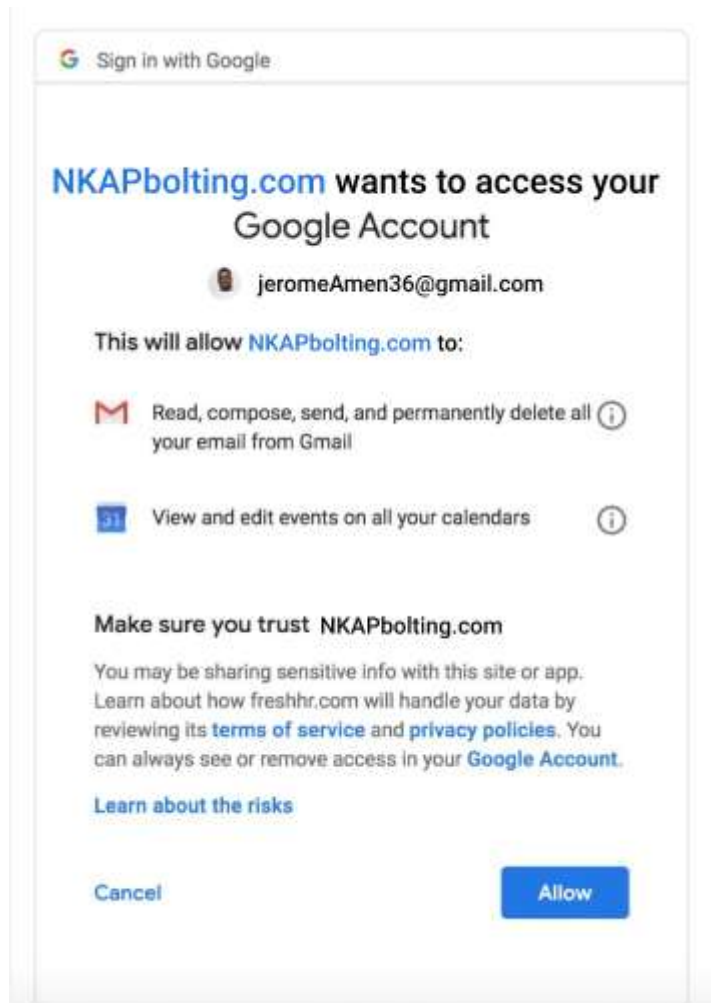 Sign in with Google
NKAPbolting.com wants to access your
Google Account
jeromeAmen36@gmail.com
This will allow NKAPbolting.com to:
Read, compose, send, and permanently delete all
your email from Gmail
31 View and edit events on all your calendars
Make sure you trust NKAPbolting.com
You may be sharing sensitive info with this site or app.
Learn about how freshhr.com will handle your data by
reviewing its terms of service and privacy policies. You
can always see or remove access in your Google Account.
Learn about the risks
Cancel Allow